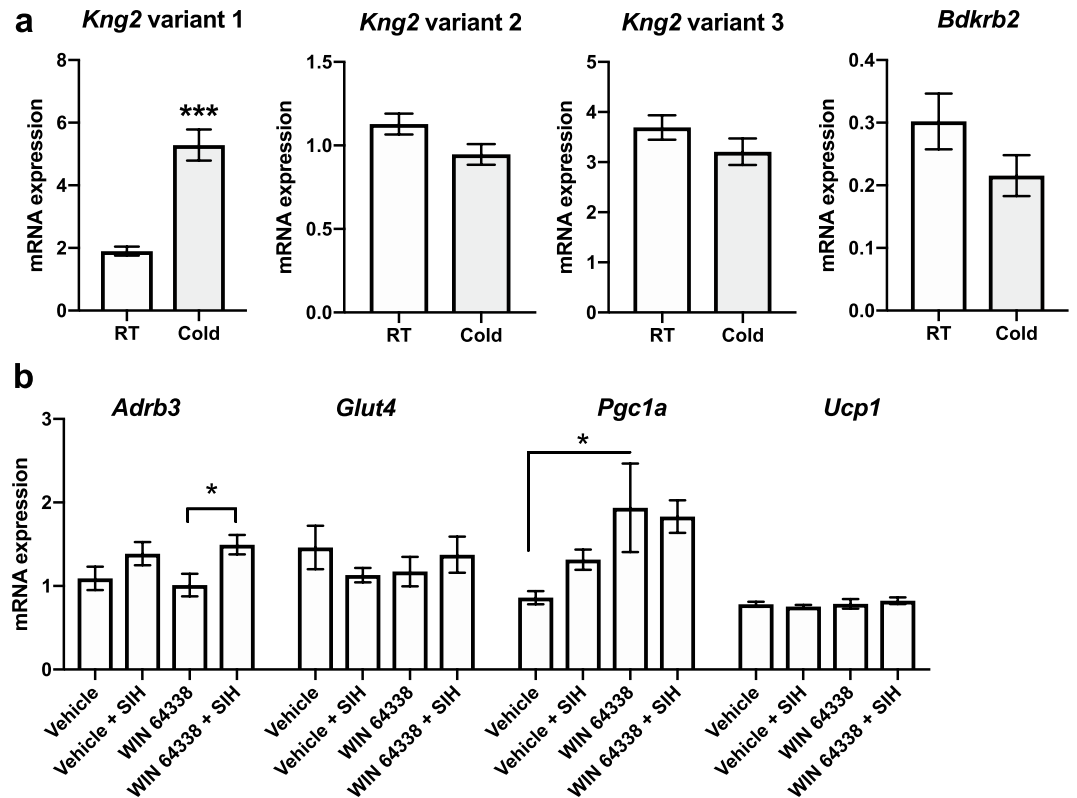 a
Kng2 variant 1
Kng2 variant 2
Kng2 variant 3
Bdkrb2
mRNA expression
8
6
4
2
0
***
RT
Cold
mRNA expression
1.5
1.0
0.5
0.0
RT
Cold
mRNA expression
5
4
3
2
1
0
RT
Cold
mRNA expression
0.4
0.3
0.2
0.1
0.0
RT
Cold
b
Adrb3
Glut4
Pgc1a
Ucp1
mRNA expression
3
2
1
0
*
*
Vehicle
Vehicle + SIH
WIN 64338
WIN 64338 + SIH
Vehicle
Vehicle + SIH
WIN 64338
WIN 64338 + SIH
Vehicle
Vehicle + SIH
WIN 64338
WIN 64338 + SIH
Vehicle
Vehicle + SIH
WIN 64338
WIN 64338 + SIH